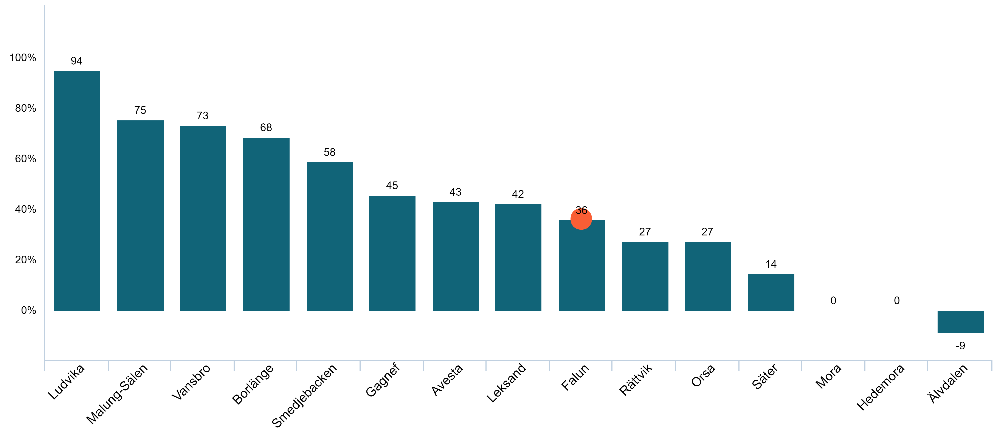 100%
80%
60%
40%
20%
0%
94
75
73
68
58
45
43
42
36
27
27
14
0
0
-9
Ludvika
Malung-Sälen
Vansbro
Borlänge
Smedjebacken
Gagnef
Avesta
Leksand
Falun
Rättvik
Orsa
Säter
Mora
Hedemora
Älvdalen